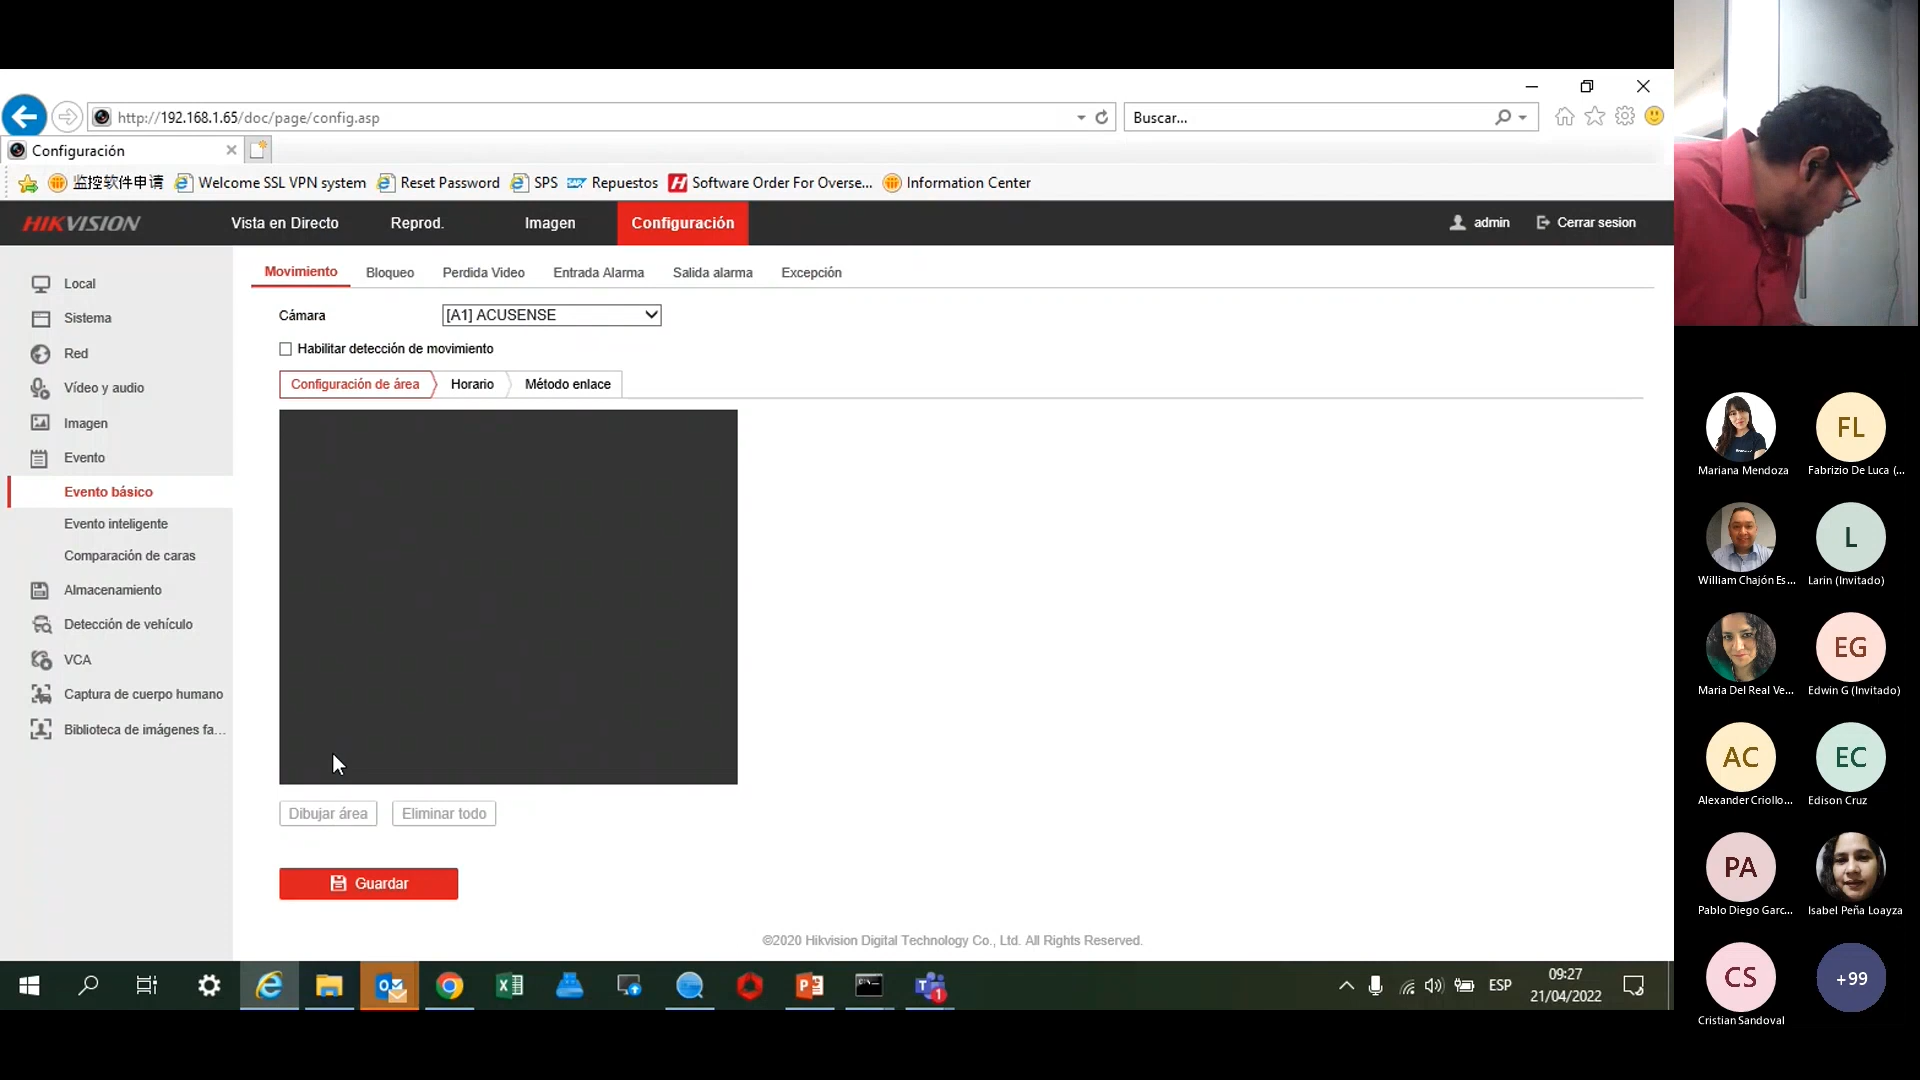 http://192.168.1.65/doc/page/config.asp
Buscar...
Configuración
监控软件申请
Welcome SSL VPN system
Reset Password
SPS
Repuestos
Software Order For Overse...
Information Center
HIKVISION
Vista en Directo
Reprod.
Imagen
Configuración
admin
Cerrar sesion
Local
Sistema
Red
Vídeo y audio
Imagen
Evento
Evento básico
Evento inteligente
Comparación de caras
Almacenamiento
Detección de vehículo
VCA
Captura de cuerpo humano
Biblioteca de imágenes fa...
Movimiento
Bloqueo
Perdida Video
Entrada Alarma
Salida alarma
Excepción
Cámara
[A1] ACUSENSE
Habilitar detección de movimiento
Configuración de área
Horario
Método enlace
Dibujar área
Eliminar todo
Guardar
©2020 Hikvision Digital Technology Co., Ltd. All Rights Reserved.
ESP
09:27
21/04/2022
Mariana Mendoza
FL
Fabrizio De Luca (...
William Chajón Es...
L
Larin (Invitado)
Maria Del Real Ve...
EG
Edwin G (Invitado)
AC
Alexander Criollo...
EC
Edison Cruz
PA
Pablo Diego Garc...
Isabel Peña Loayza
CS
Cristian Sandoval
+99